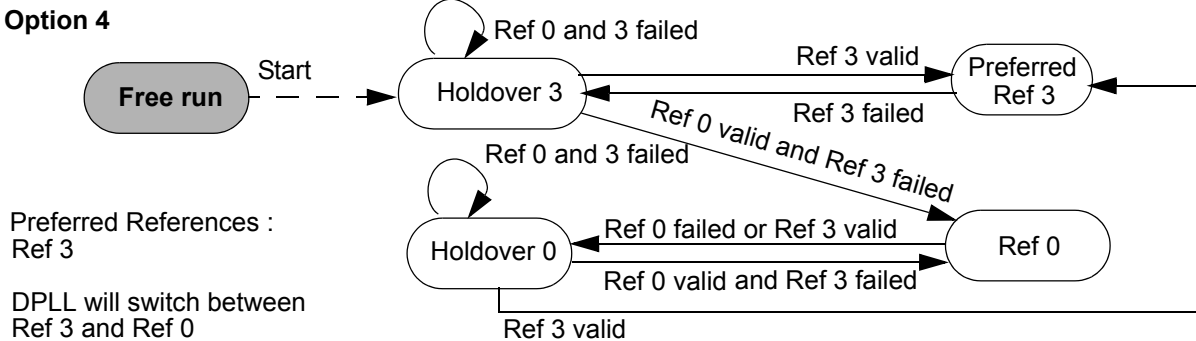 Option 4
Ref 0 and 3 failed
Start
Free run
Holdover 3
Ref 3 valid
Preferred
Ref 3
Ref 3 failed
Ref 0 valid and Ref 3 failed
Ref 0 and 3 failed
Preferred References :
Ref 3
Holdover 0
Ref 0 failed or Ref 3 valid
Ref 0
Ref 0 valid and Ref 3 failed
DPLL will switch between
Ref 3 and Ref 0
Ref 3 valid